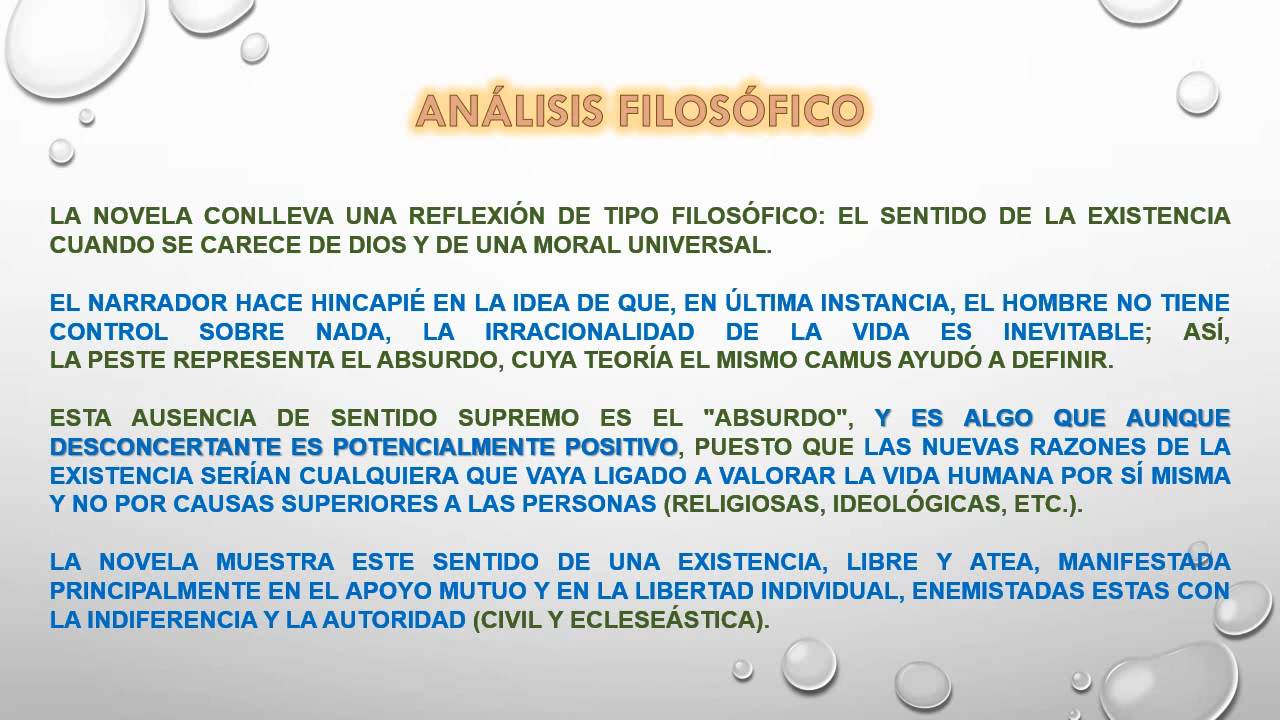 ANÁLISIS FILOSÓFICO
LA NOVELA CONLLEVA UNA REFLEXIÓN DE TIPO FILOSÓFICO: EL SENTIDO DE LA EXISTENCIA
CUANDO SE CARECE DE DIOS Y DE UNA MORAL UNIVERSAL.
EL NARRADOR HACE HINCAPIÉ EN LA IDEA DE QUE, EN ÚLTIMA INSTANCIA, EL HOMBRE NO TIENE
CONTROL SOBRE NADA, LA IRRACIONALIDAD DE LA VIDA ES INEVITABLE; ASÍ,
LA PESTE REPRESENTA EL ABSURDO, CUYA TEORÍA EL MISMO CAMUS AYUDÓ A DEFINIR.
ESTA AUSENCIA DE SENTIDO SUPREMO ES EL "ABSURDO", Y ES ALGO QUE AUNQUE
DESCONCERTANTE ES POTENCIALMENTE POSITIVO, PUESTO QUE LAS NUEVAS RAZONES DE LA
EXISTENCIA SERÍAN CUALQUIERA QUE VAYA LIGADO A VALORAR LA VIDA HUMANA POR SÍ MISMA
Y NO POR CAUSAS SUPERIORES A LAS PERSONAS (RELIGIOSAS, IDEOLÓGICAS, ETC.).
LA NOVELA MUESTRA ESTE SENTIDO DE UNA EXISTENCIA, LIBRE Y ATEA, MANIFESTADA
PRINCIPALMENTE EN EL APOYO MUTUO Y EN LA LIBERTAD INDIVIDUAL, ENEMISTADAS ESTAS CON
LA INDIFERENCIA Y LA AUTORIDAD (CIVIL Y ECLESEÁSTICA).